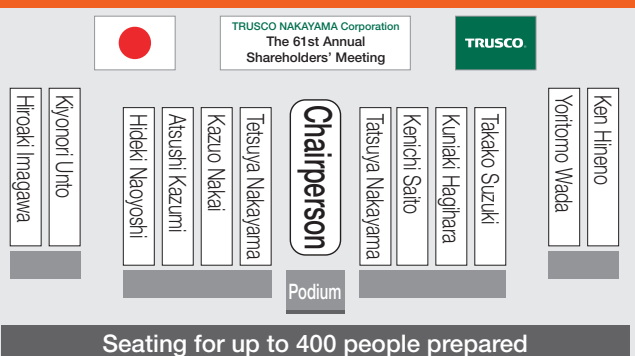 TRUSCO NAKAYAMA Corporation
The 61st Annual
Shareholders' Meeting
TRUSCO.
Hiroaki Imagawa
Kiyonori Unto
Hideki Naoyoshi
Atsushi Kazumi
Kazuo Nakai
Tetsuya Nakayama
Chairperson
Tatsuya Nakayama
Kenichi Saito
Kuniaki Hagihara
Takako Suzuki
Yoritomo Wada
Ken Hineno
Podium
Seating for up to 400 people prepared